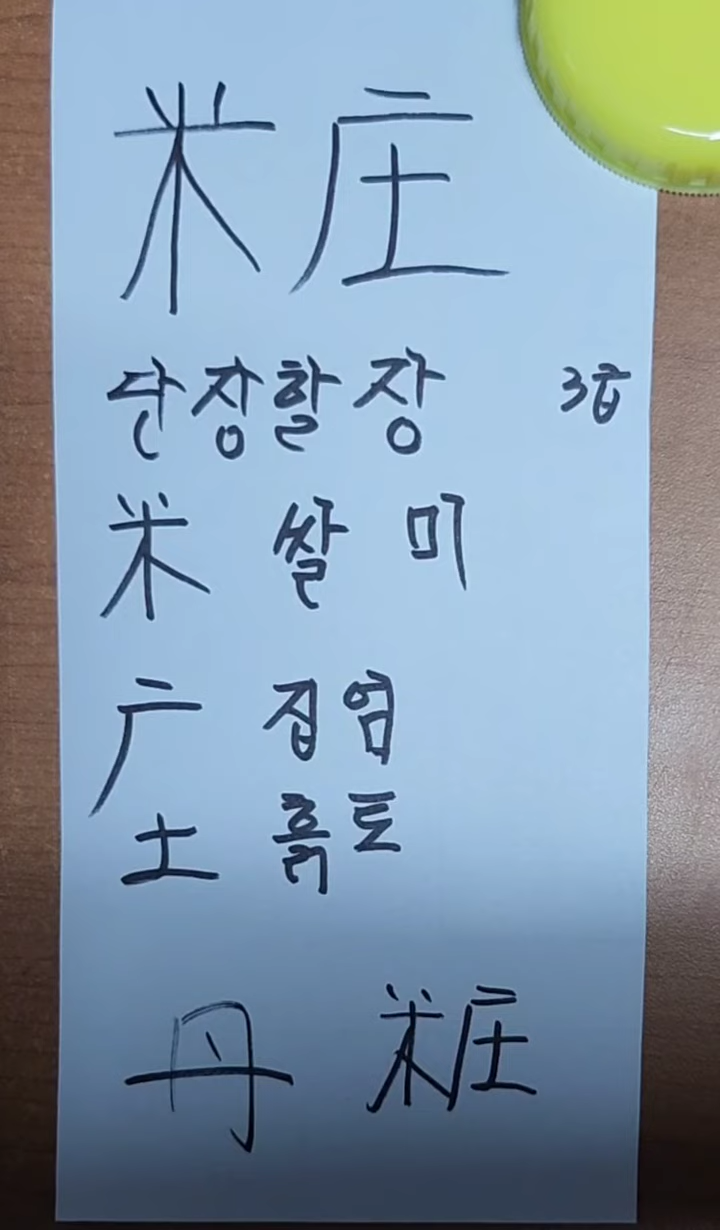 粧
단장할 장 3급
米 쌀 미
广 집 엄
土 흙 토
丹 粧